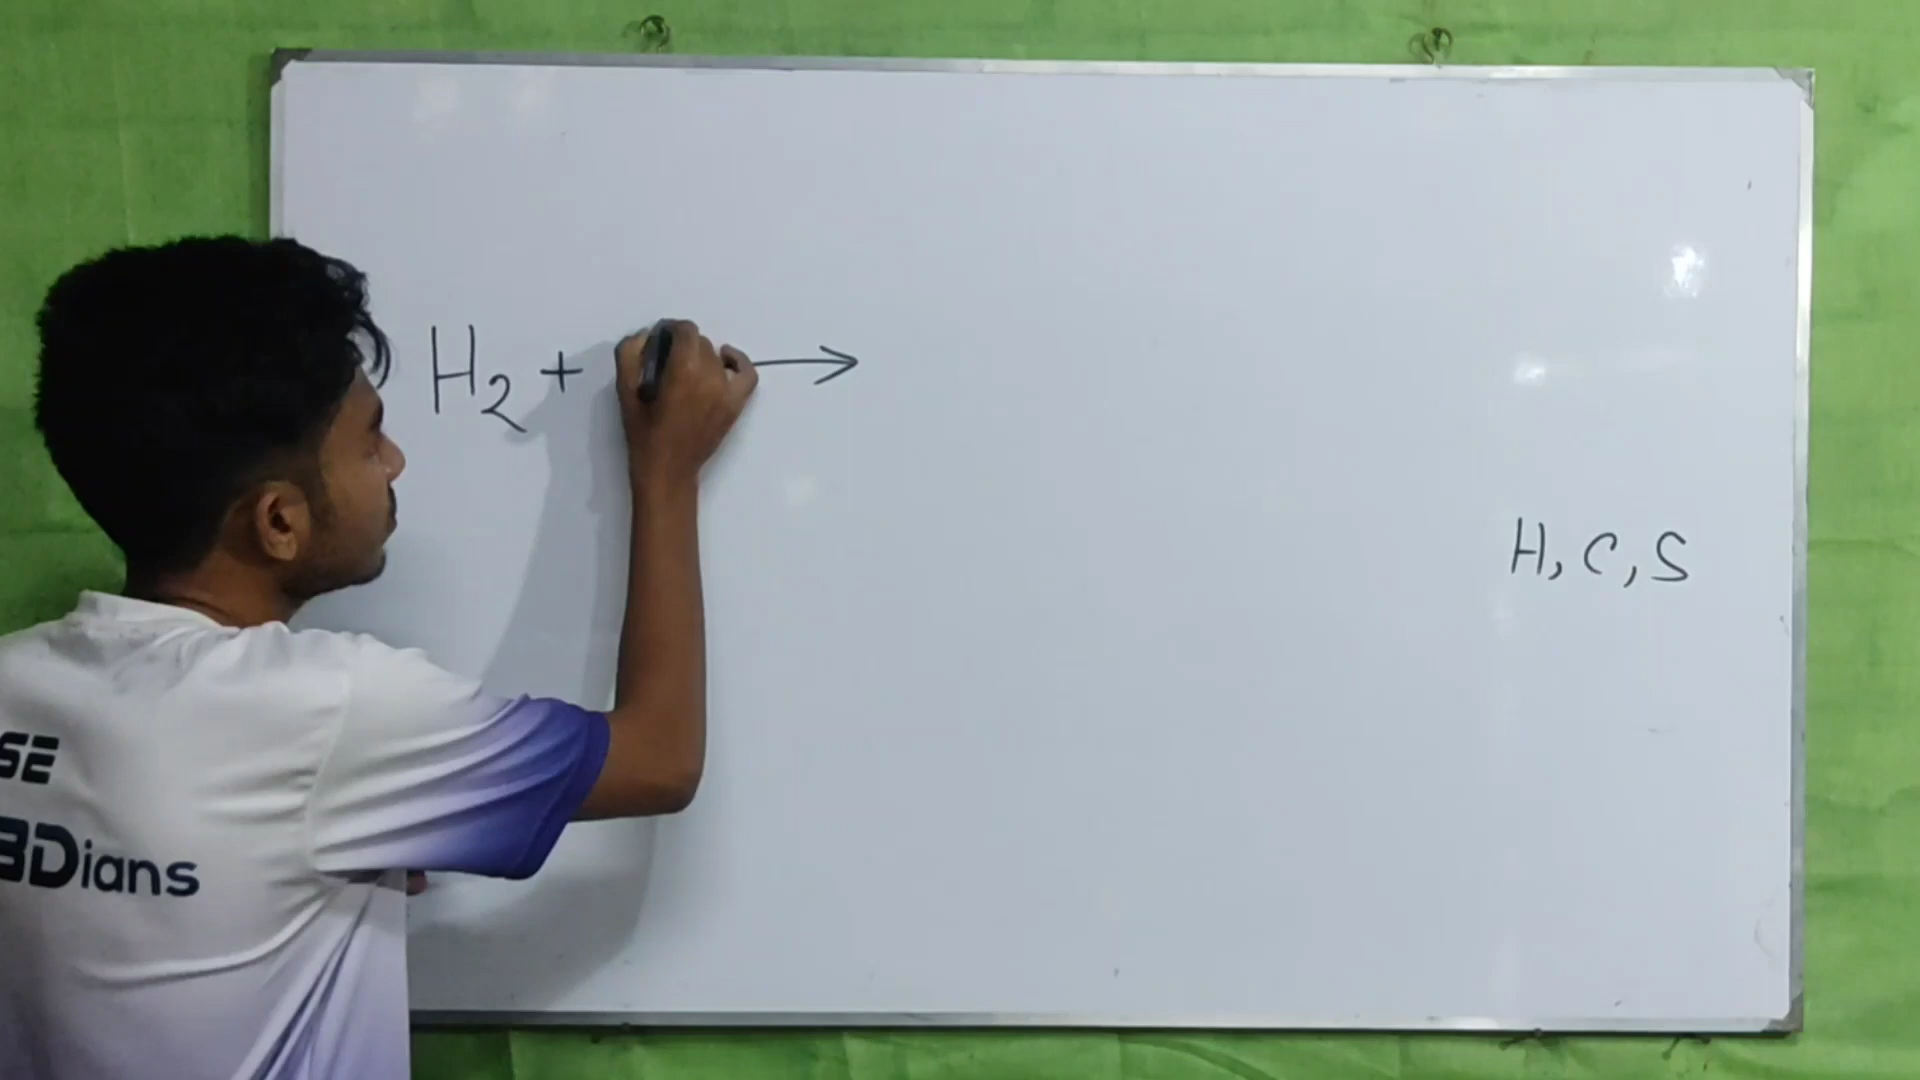 H₂ + →
H, C, S
SE
BDians